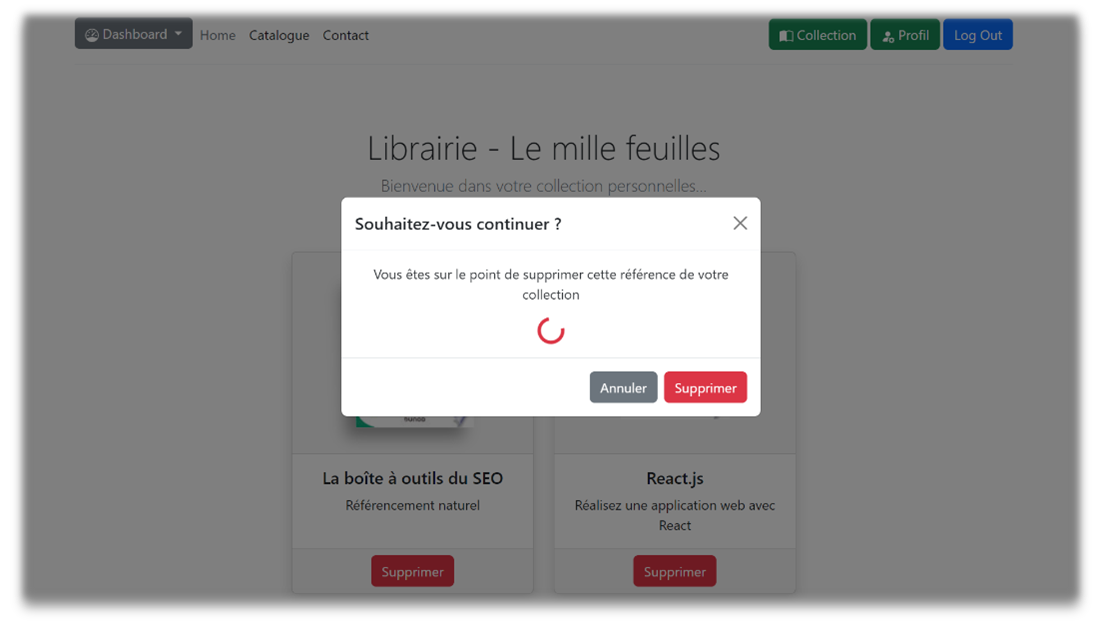 Dashboard Home Catalogue Contact Collection Profil Log Out
Librairie - Le mille feuilles
Bienvenue dans votre collection personnelles...
Souhaitez-vous continuer ?
Vous êtes sur le point de supprimer cette référence de votre
collection
Annuler Supprimer
La boîte à outils du SEO
Référencement naturel
React.js
Réalisez une application web avec
React
Supprimer Supprimer